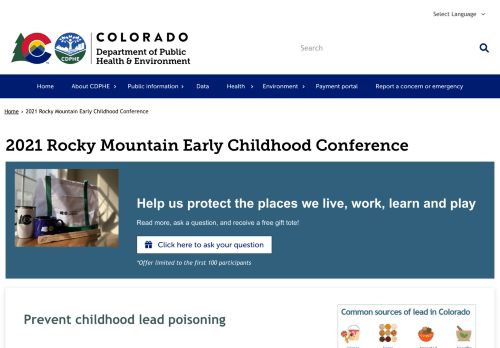 Select Language
COLORADO
Department of Public
Health & Environment
CDPHE
Search
Home About CDPHE Public information Data Health Environment Payment portal Report a concern or emergency
Home › 2021 Rocky Mountain Early Childhood Conference
2021 Rocky Mountain Early Childhood Conference
Help us protect the places we live, work, learn and play
Read more, ask a question, and receive a free gift tote!
Click here to ask your question
*Offer limited to the first 100 participants
Prevent childhood lead poisoning
Common sources of lead in Colorado